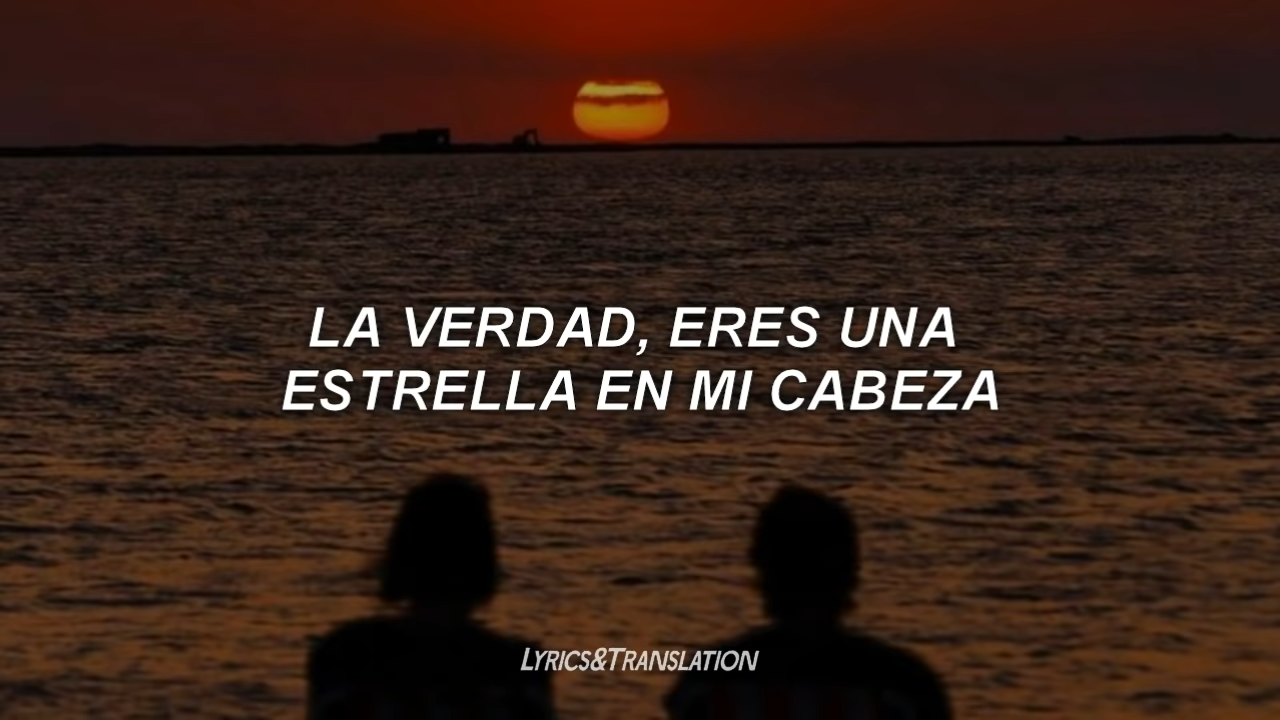 LA VERDAD, ERES UNA
ESTRELLA EN MI CABEZA
LYRICS&TRANSLATION